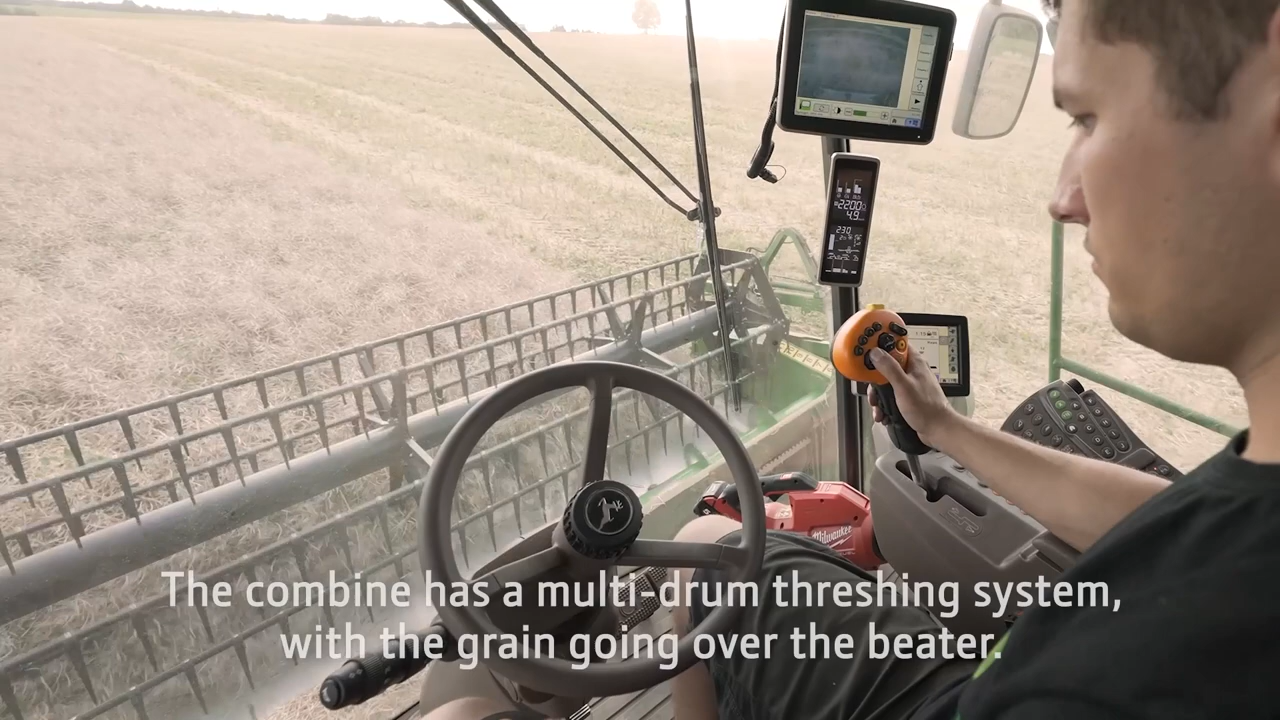 2200
4.9
230
Milwaukee
The combine has a multi-drum threshing system,
with the grain going over the beater.